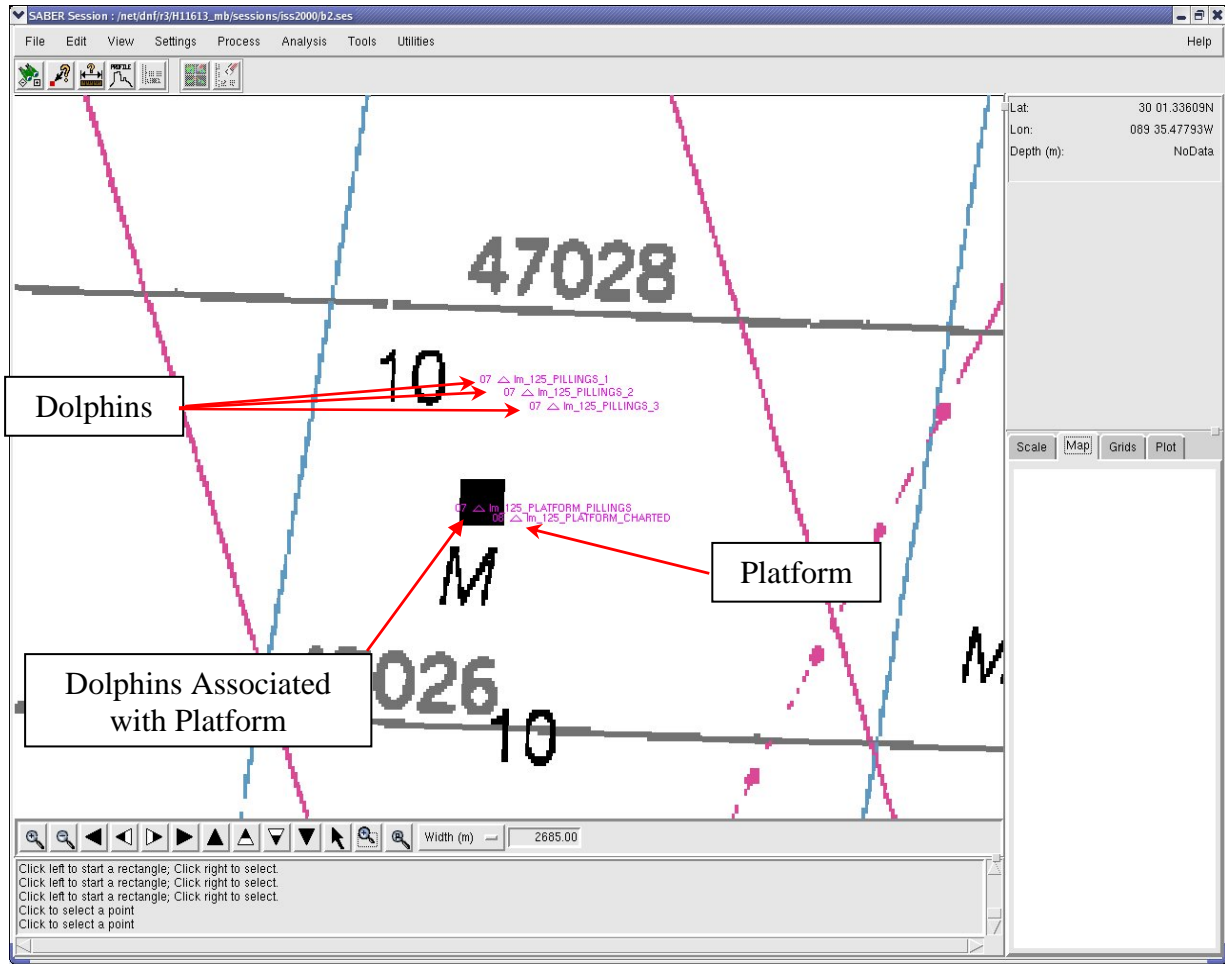 SABER Session : /net/dnf/r3/H11613_mb/sessions/iss2000/b2.ses
File Edit View Settings Process Analysis Tools Utilities Help
PROFILE
Lat: 30 01.33609N
Lon: 089 35.47793W
Depth (m): NoData
47028
10
07 lm_125_PILLINGS_1
07 lm_125_PILLINGS_2
07 lm_125_PILLINGS_3
Dolphins
07 lm_125_PLATFORM_PILLINGS
08 lm_125_PLATFORM_CHARTED
M
Platform
M
Dolphins Associated
with Platform
026
10
Scale Map Grids Plot
Width (m) 2685.00
Click left to start a rectangle; Click right to select.
Click left to start a rectangle; Click right to select.
Click left to start a rectangle; Click right to select.
Click to select a point
Click to select a point